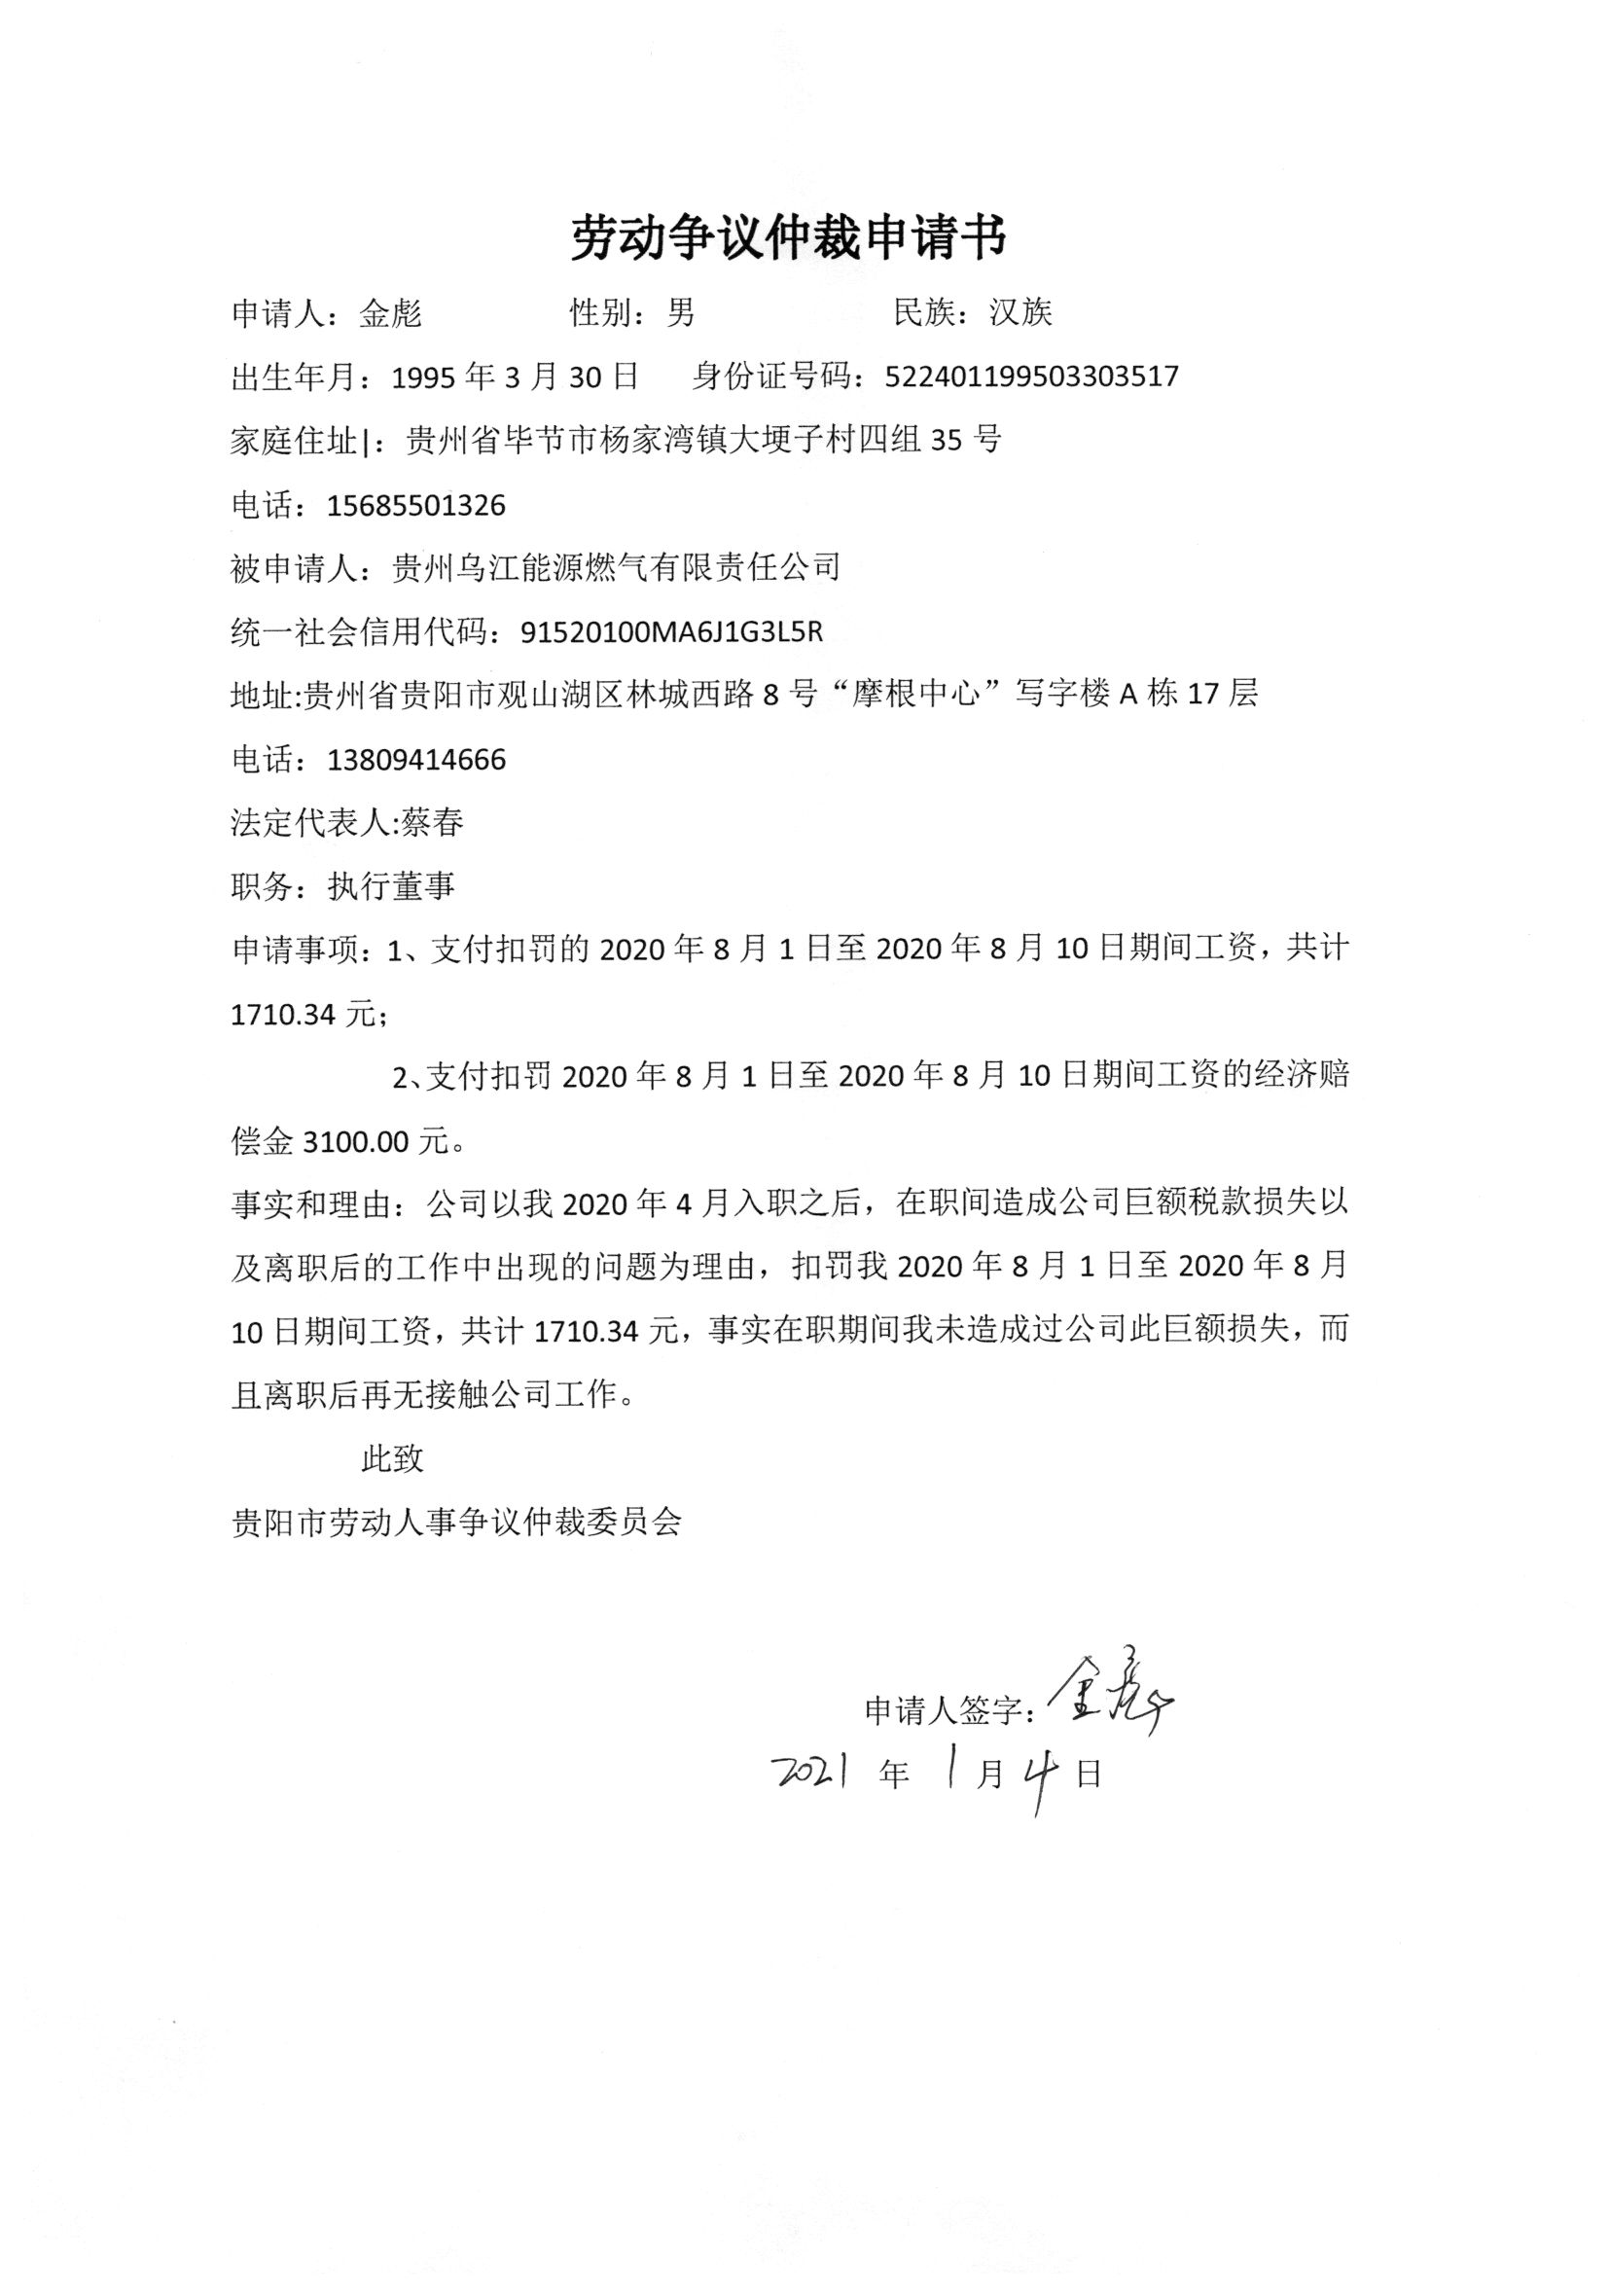 劳动争议仲裁申请书
申请人：金彪 性别：男 民族：汉族
出生年月：1995 年 3 月 30 日 身份证号码：522401199503303517
家庭住址|：贵州省毕节市杨家湾镇大埂子村四组 35 号
电话：15685501326
被申请人：贵州乌江能源燃气有限责任公司
统一社会信用代码：91520100MA6J1G3L5R
地址:贵州省贵阳市观山湖区林城西路 8 号“摩根中心”写字楼 A 栋 17 层
电话：13809414666
法定代表人:蔡春
职务：执行董事
申请事项：1、支付扣罚的 2020 年 8 月 1 日至 2020 年 8 月 10 日期间工资，共计
1710.34 元；
2、支付扣罚 2020 年 8 月 1 日至 2020 年 8 月 10 日期间工资的经济赔
偿金 3100.00 元。
事实和理由：公司以我 2020 年 4 月入职之后，在职间造成公司巨额税款损失以
及离职后的工作中出现的问题为理由，扣罚我 2020 年 8 月 1 日至 2020 年 8 月
10 日期间工资，共计 1710.34 元，事实在职期间我未造成过公司此巨额损失，而
且离职后再无接触公司工作。
此致
贵阳市劳动人事争议仲裁委员会
申请人签字：金彪
2021 年 1 月 4 日